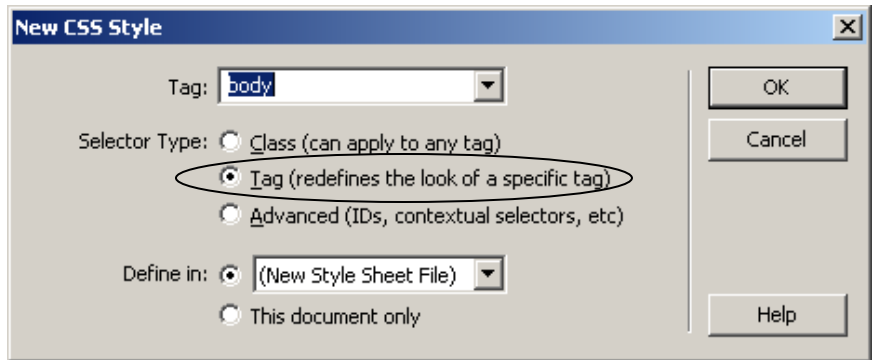 New CSS Style
Tag: body
OK
Selector Type: Class (can apply to any tag)
Cancel
Tag (redefines the look of a specific tag)
Advanced (IDs, contextual selectors, etc)
Define in: (New Style Sheet File)
This document only
Help